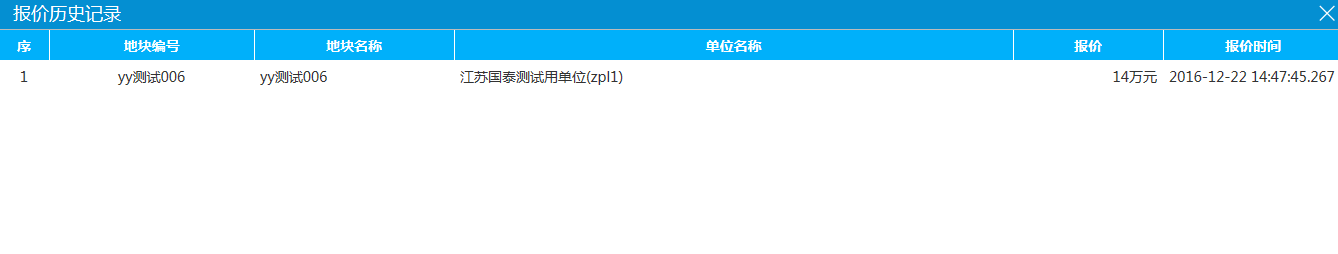 报价历史记录
序 地块编号 地块名称 单位名称 报价 报价时间
1 yy测试006 yy测试006 江苏国泰测试用单位(zpl1) 14万元 2016-12-22 14:47:45.267